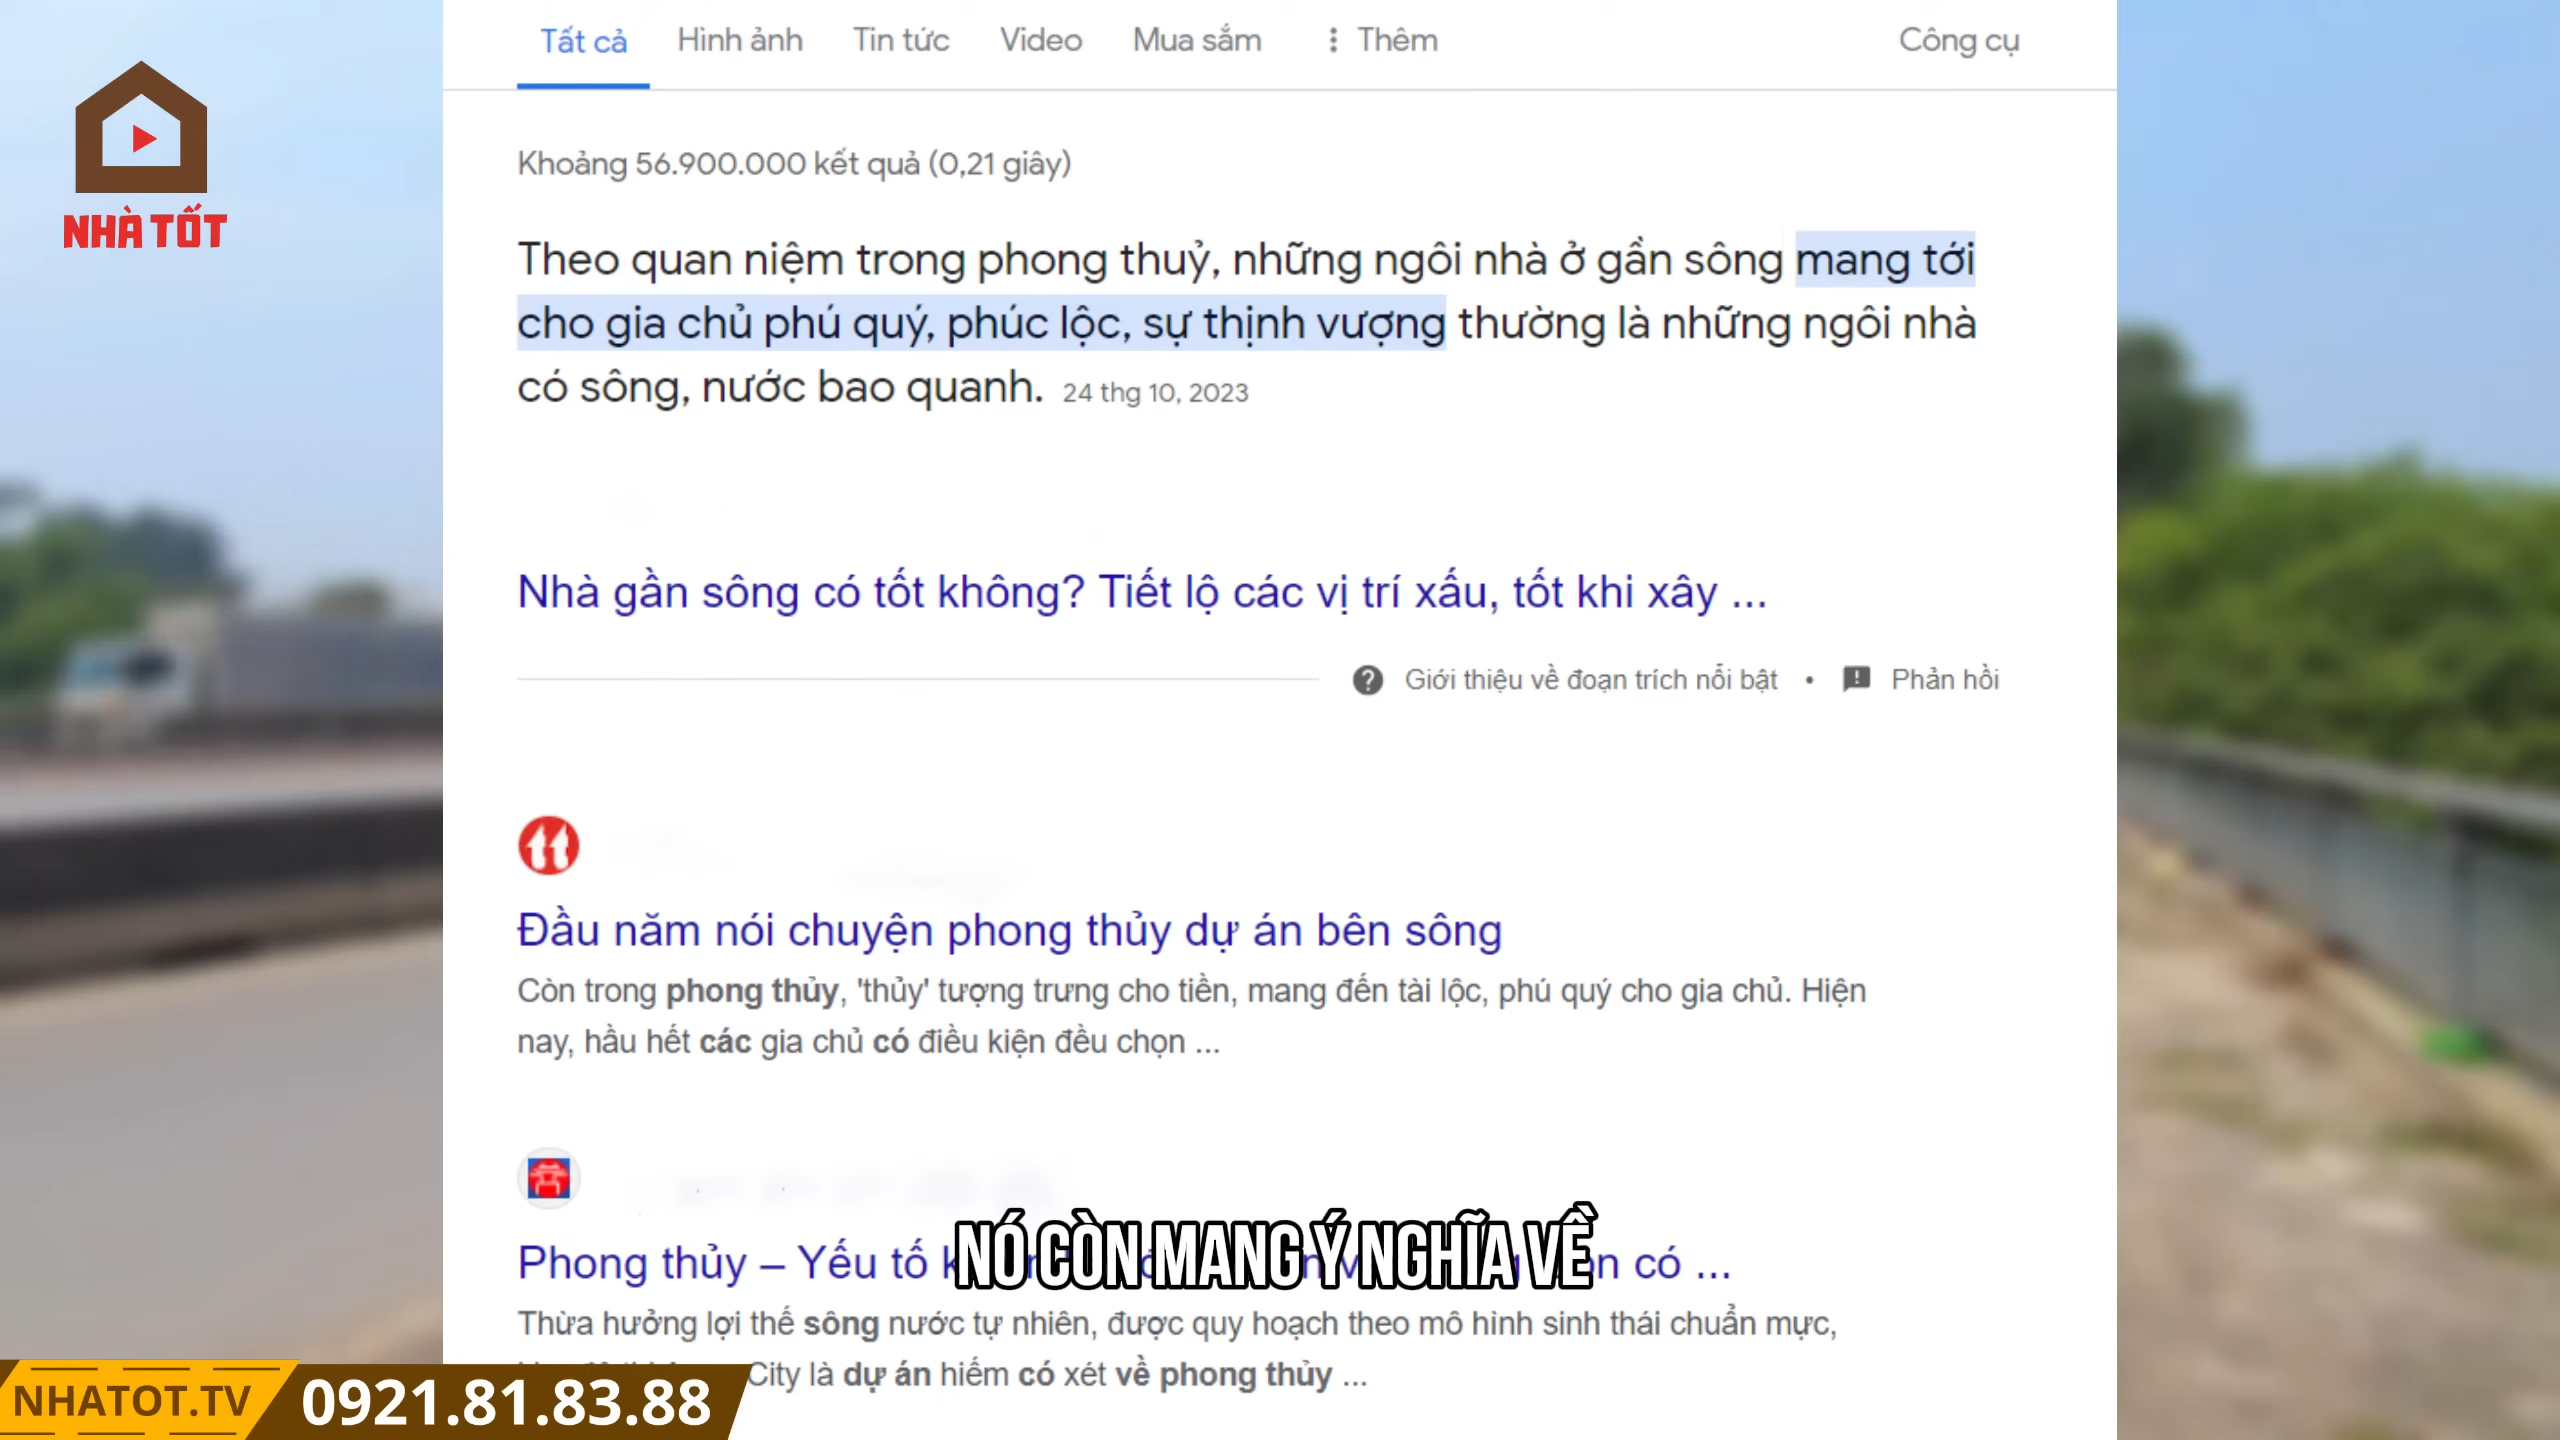 Tất cả Hình ảnh Tin tức Video Mua sắm Thêm Công cụ
NHÀ TỐT
Khoảng 56.900.000 kết quả (0,21 giây)
Theo quan niệm trong phong thuỷ, những ngôi nhà ở gần sông mang tới
cho gia chủ phú quý, phúc lộc, sự thịnh vượng thường là những ngôi nhà
có sông, nước bao quanh. 24 thg 10, 2023
Nhà gần sông có tốt không? Tiết lộ các vị trí xấu, tốt khi xây ...
Giới thiệu về đoạn trích nổi bật • Phản hồi
Đầu năm nói chuyện phong thủy dự án bên sông
Còn trong phong thủy, 'thủy' tượng trưng cho tiền, mang đến tài lộc, phú quý cho gia chủ. Hiện
nay, hầu hết các gia chủ có điều kiện đều chọn ...
Phong thủy – Yếu tố có ...
NÓ CÒN MANG Ý NGHĨA VỀ
Thừa hưởng lợi thế sông nước tự nhiên, được quy hoạch theo mô hình sinh thái chuẩn mực,
City là dự án hiếm có xét về phong thủy ...
NHATOT.TV 0921.81.83.88